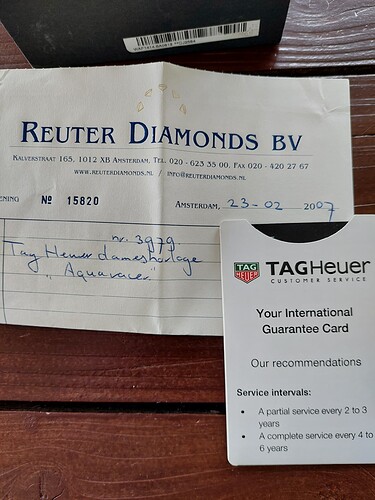 REUTER DIAMONDS BV
KALVERSTRAAT 165, 1012 XB AMSTERDAM, TEL. 020 - 623 35 00. FAX 020 - 420 27 67
WWW.REUTERDIAMONDS.NL / INFO@REUTERDIAMONDS.NL
ENING Nº 15820 AMSTERDAM, 23-02 2007
nr. 3979.
Tag Heuer dameshorloge
"Aquaracer"
TAG HEUER TAGHeuer
CUSTOMER SERVICE
Your International
Guarantee Card
Our recommendations
Service intervals:
• A partial service every 2 to 3
years
• A complete service every 4 to
6 years